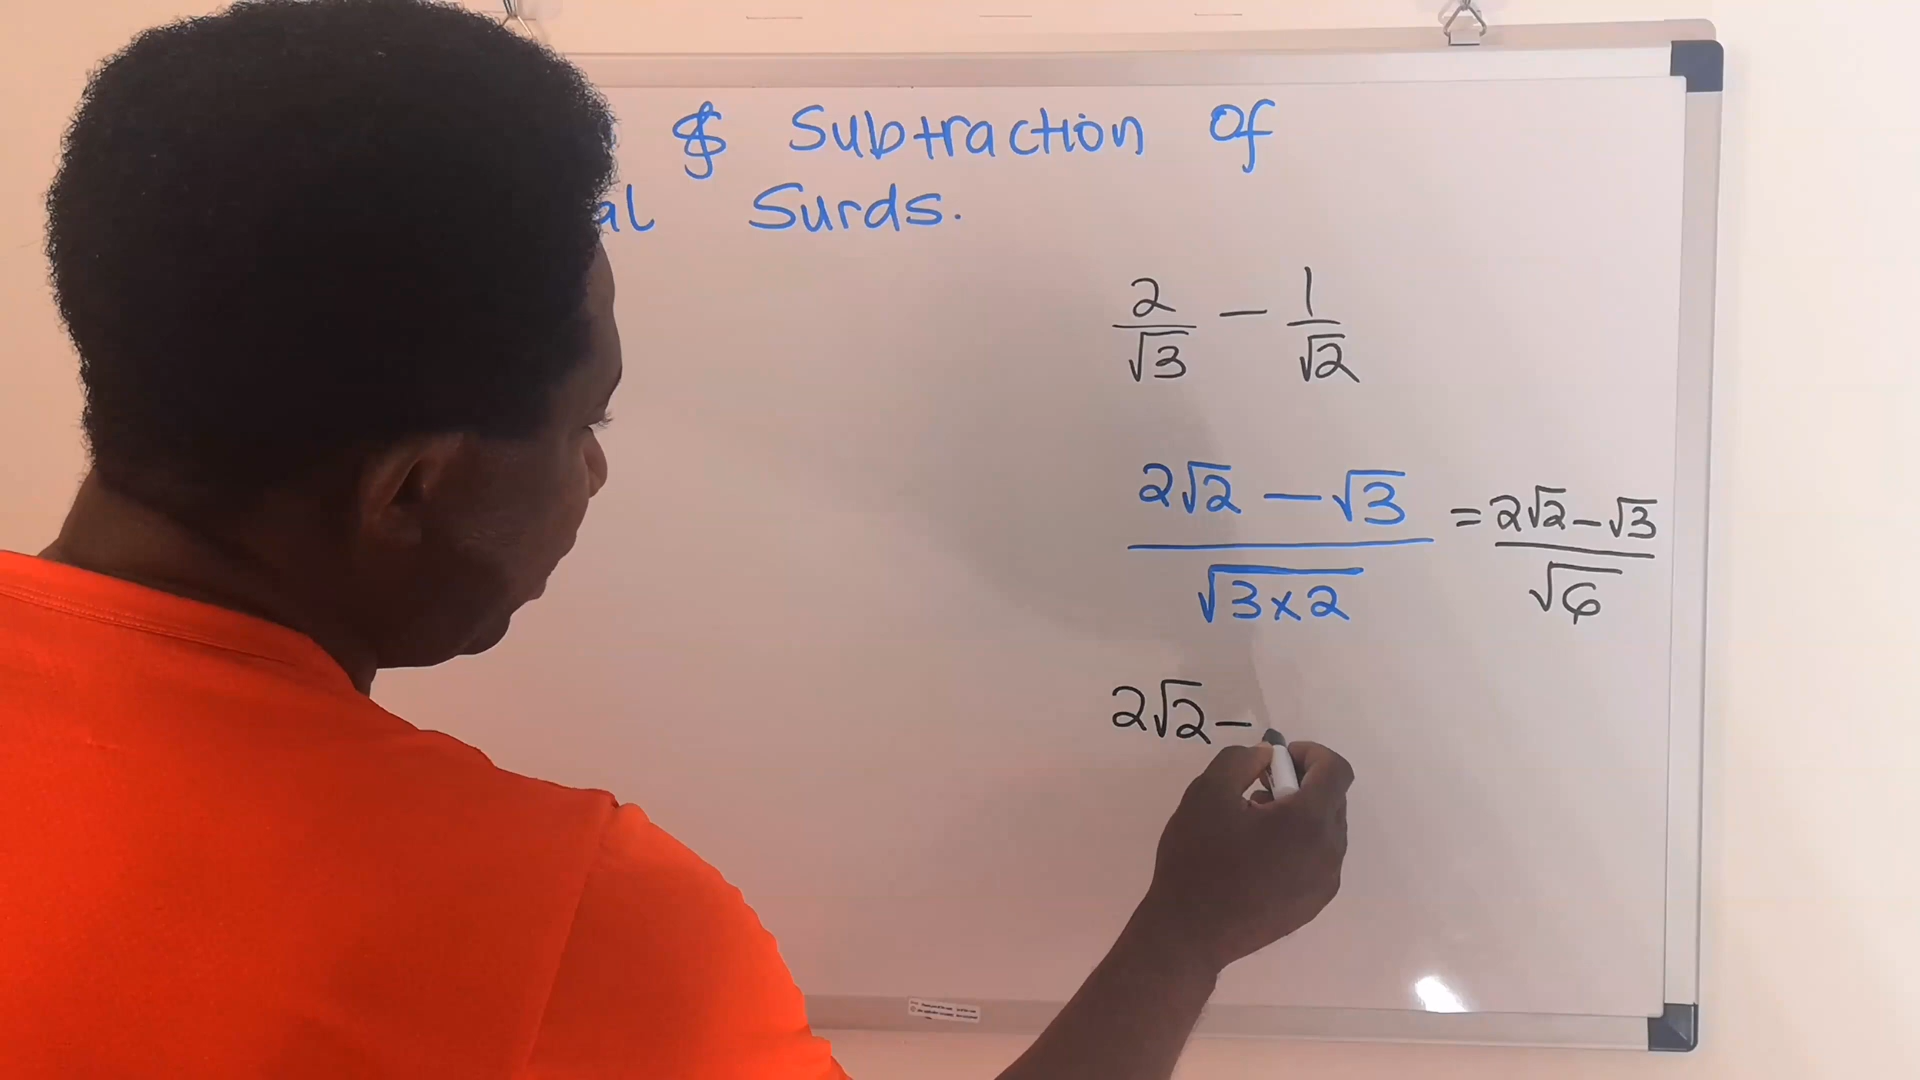 & Subtraction Of
al Surds.
2/√3 − 1/√2
(2√2 − √3)/√(3×2) = (2√2 − √3)/√6
2√2 −